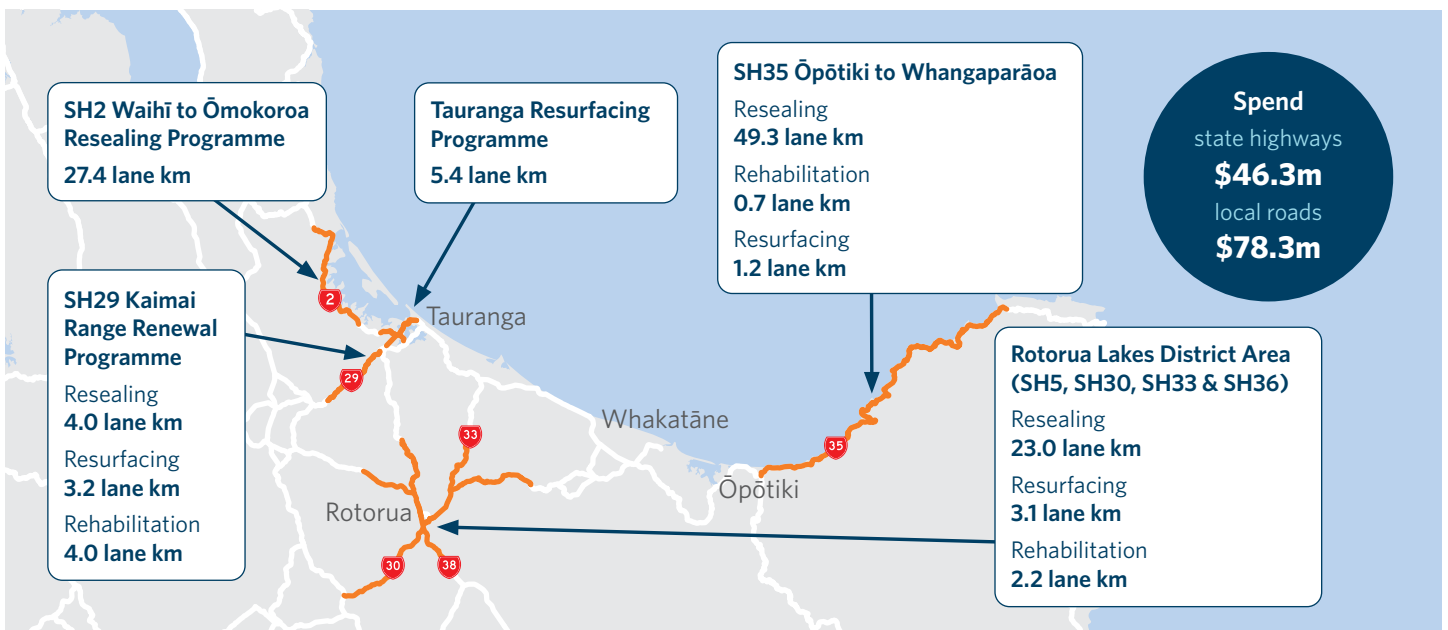 SH2 Waihī to Ōmokoroa
Resealing Programme
27.4 lane km
Tauranga Resurfacing
Programme
5.4 lane km
SH35 Ōpōtiki to Whangaparāoa
Resealing
49.3 lane km
Rehabilitation
0.7 lane km
Resurfacing
1.2 lane km
Spend
state highways
$46.3m
local roads
$78.3m
SH29 Kaimai
Range Renewal
Programme
Resealing
4.0 lane km
Resurfacing
3.2 lane km
Rehabilitation
4.0 lane km
Rotorua Lakes District Area
(SH5, SH30, SH33 & SH36)
Resealing
23.0 lane km
Resurfacing
3.1 lane km
Rehabilitation
2.2 lane km
2
Tauranga
29
Whakatāne
33
35
Ōpōtiki
Rotorua
30
38